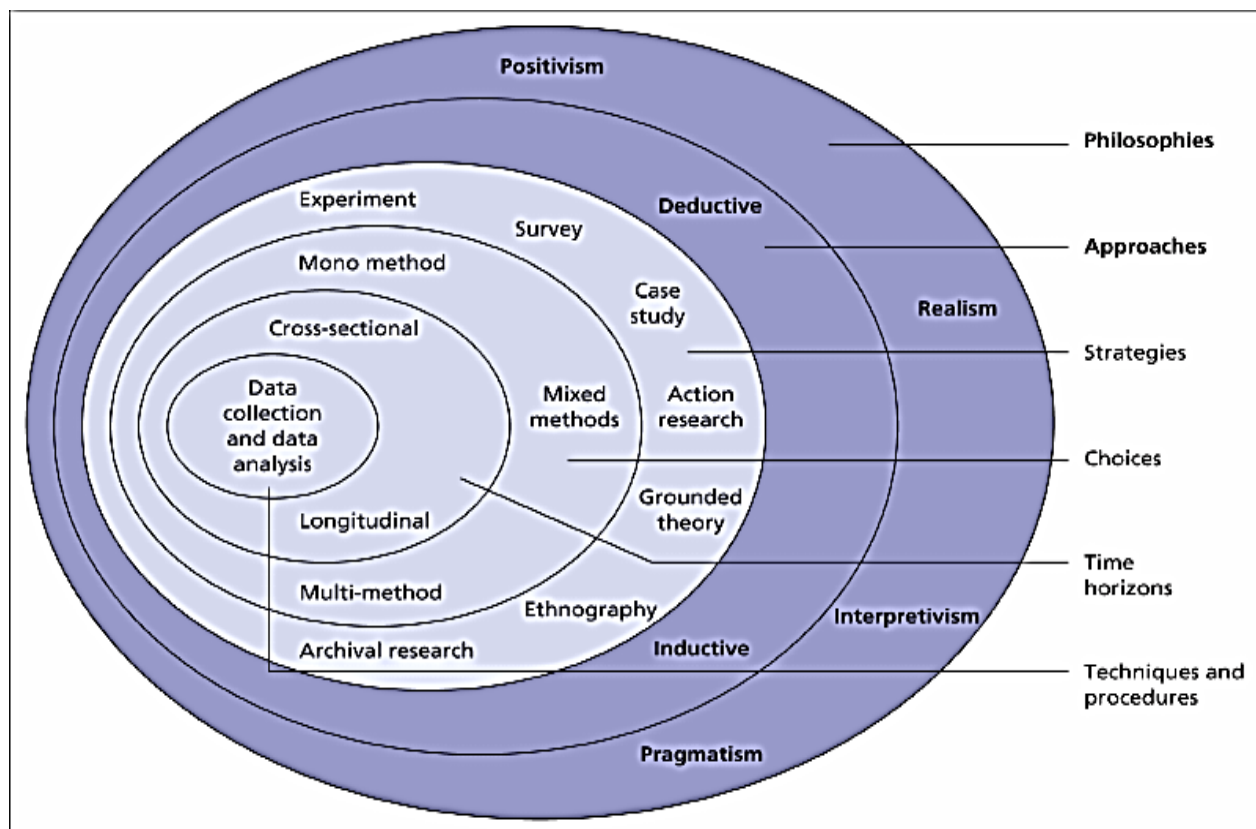 Positivism
Philosophies
Experiment
Deductive
Survey
Approaches
Mono method
Case
study
Realism
Cross-sectional
Strategies
Data
collection
and data
analysis
Mixed
methods
Action
research
Choices
Grounded
theory
Longitudinal
Time
horizons
Multi-method
Ethnography
Interpretivism
Archival research
Inductive
Techniques and
procedures
Pragmatism